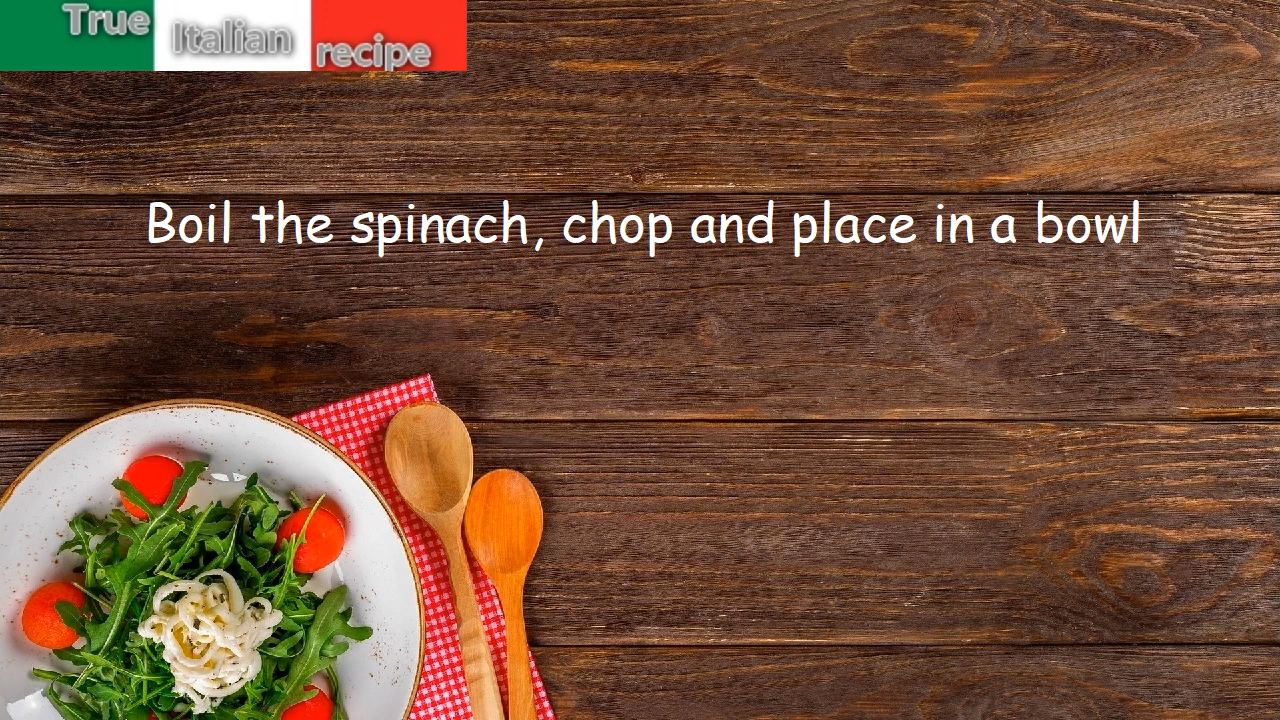 True Italian recipe
Boil the spinach, chop and place in a bowl